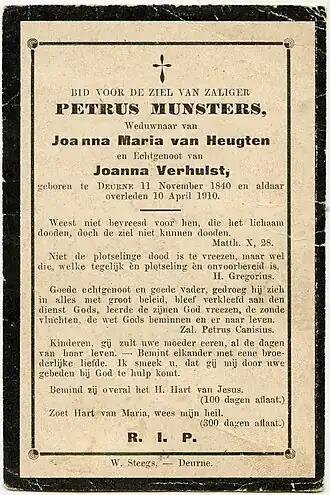 BID VOOR DE ZIEL VAN ZALIGER
PETRUS MUNSTERS,
Weduwnaar van
Joanna Maria van Heugten
en Echtgenoot van
Joanna Verhulst,
geboren te DEURNE 11 November 1840 en aldaar
overleden 10 April 1910.
Weest niet bevreesd voor hen, die het lichaam
dooden, doch de ziel niet kunnen dooden.
Matth. X, 28.
Niet de plotselinge dood is te vreezen, maar wel
die, welke tegelijk èn plotseling èn onvoorbereid is.
H. Gregorius.
Goede echtgenoot en goede vader, gedroeg hij zich
in alles met groot beleid, bleef verkleefd aan den
dienst Gods, leerde de zijnen God vreezen, de zonde
vluchten, de wet Gods beminnen en er naar leven.
Zal. Petrus Canisius.
Kinderen, gij zult uwe moeder eeren, al de dagen
van haar leven. — Bemint elkander met eene broe-
derlijke liefde. Ik smeek u, dat gij mij door uwe
gebeden bij God te hulp komt.
Bemind zij overal het H. Hart van Jesus.
(100 dagen aflaat.)
Zoet Hart van Maria, wees mijn heil.
(300 dagen aflaat.)
R. I. P.
W. Steegs, — Deurne.